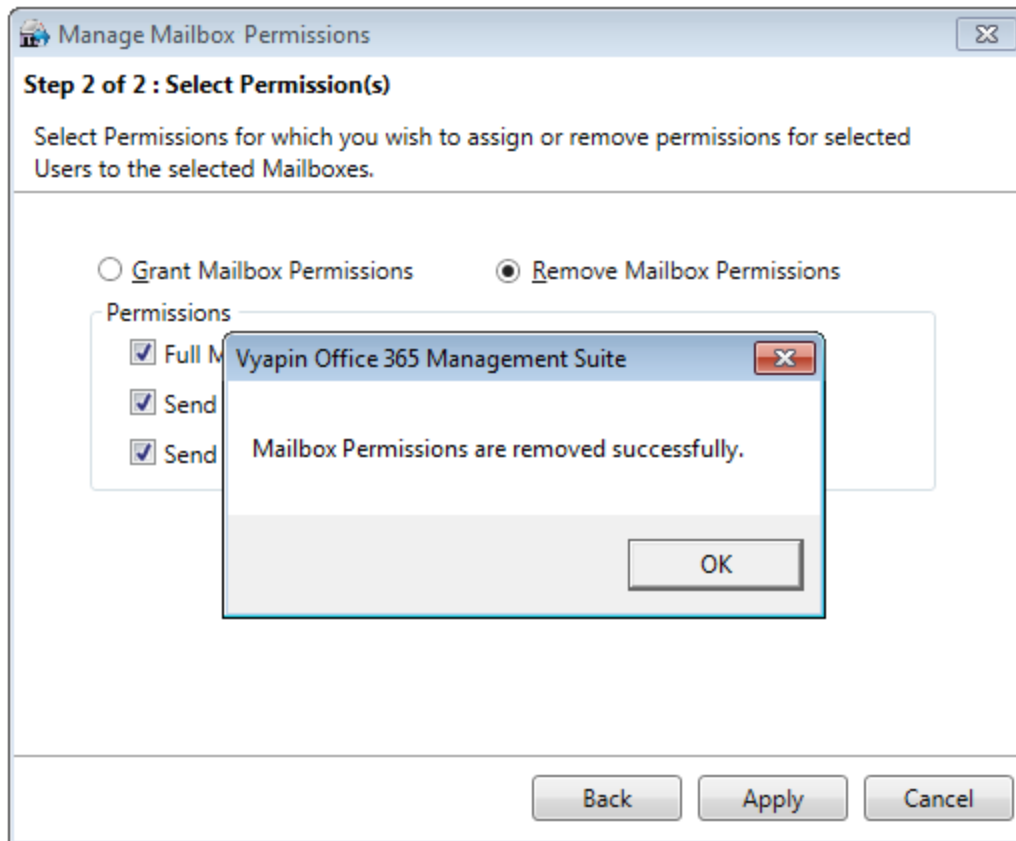 Manage Mailbox Permissions
Step 2 of 2 : Select Permission(s)
Select Permissions for which you wish to assign or remove permissions for selected
Users to the selected Mailboxes.
Grant Mailbox Permissions
Remove Mailbox Permissions
Permissions
Full
Send
Send
Vyapin Office 365 Management Suite
Mailbox Permissions are removed successfully.
OK
Back
Apply
Cancel